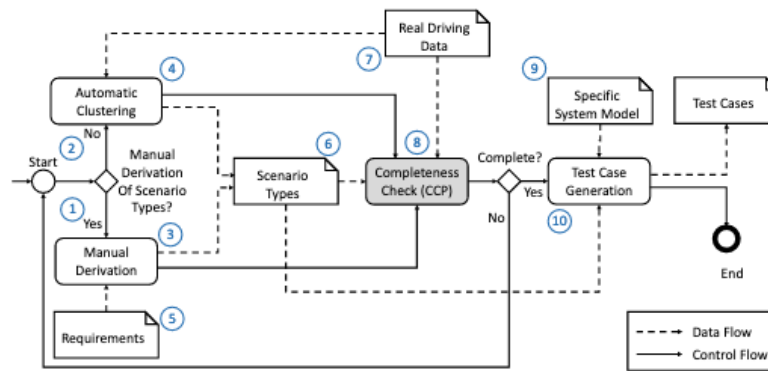 Real Driving
Data
7
4
Automatic
Clustering
9
Specific
System Model
Test Cases
No
2
Start
Manual
Derivation
Of Scenario
Types?
6
Scenario
Types
8
Completeness
Check (CCP)
Complete?
Yes
No
Test Case
Generation
10
1
Yes
3
Manual
Derivation
5
Requirements
End
Data Flow
Control Flow